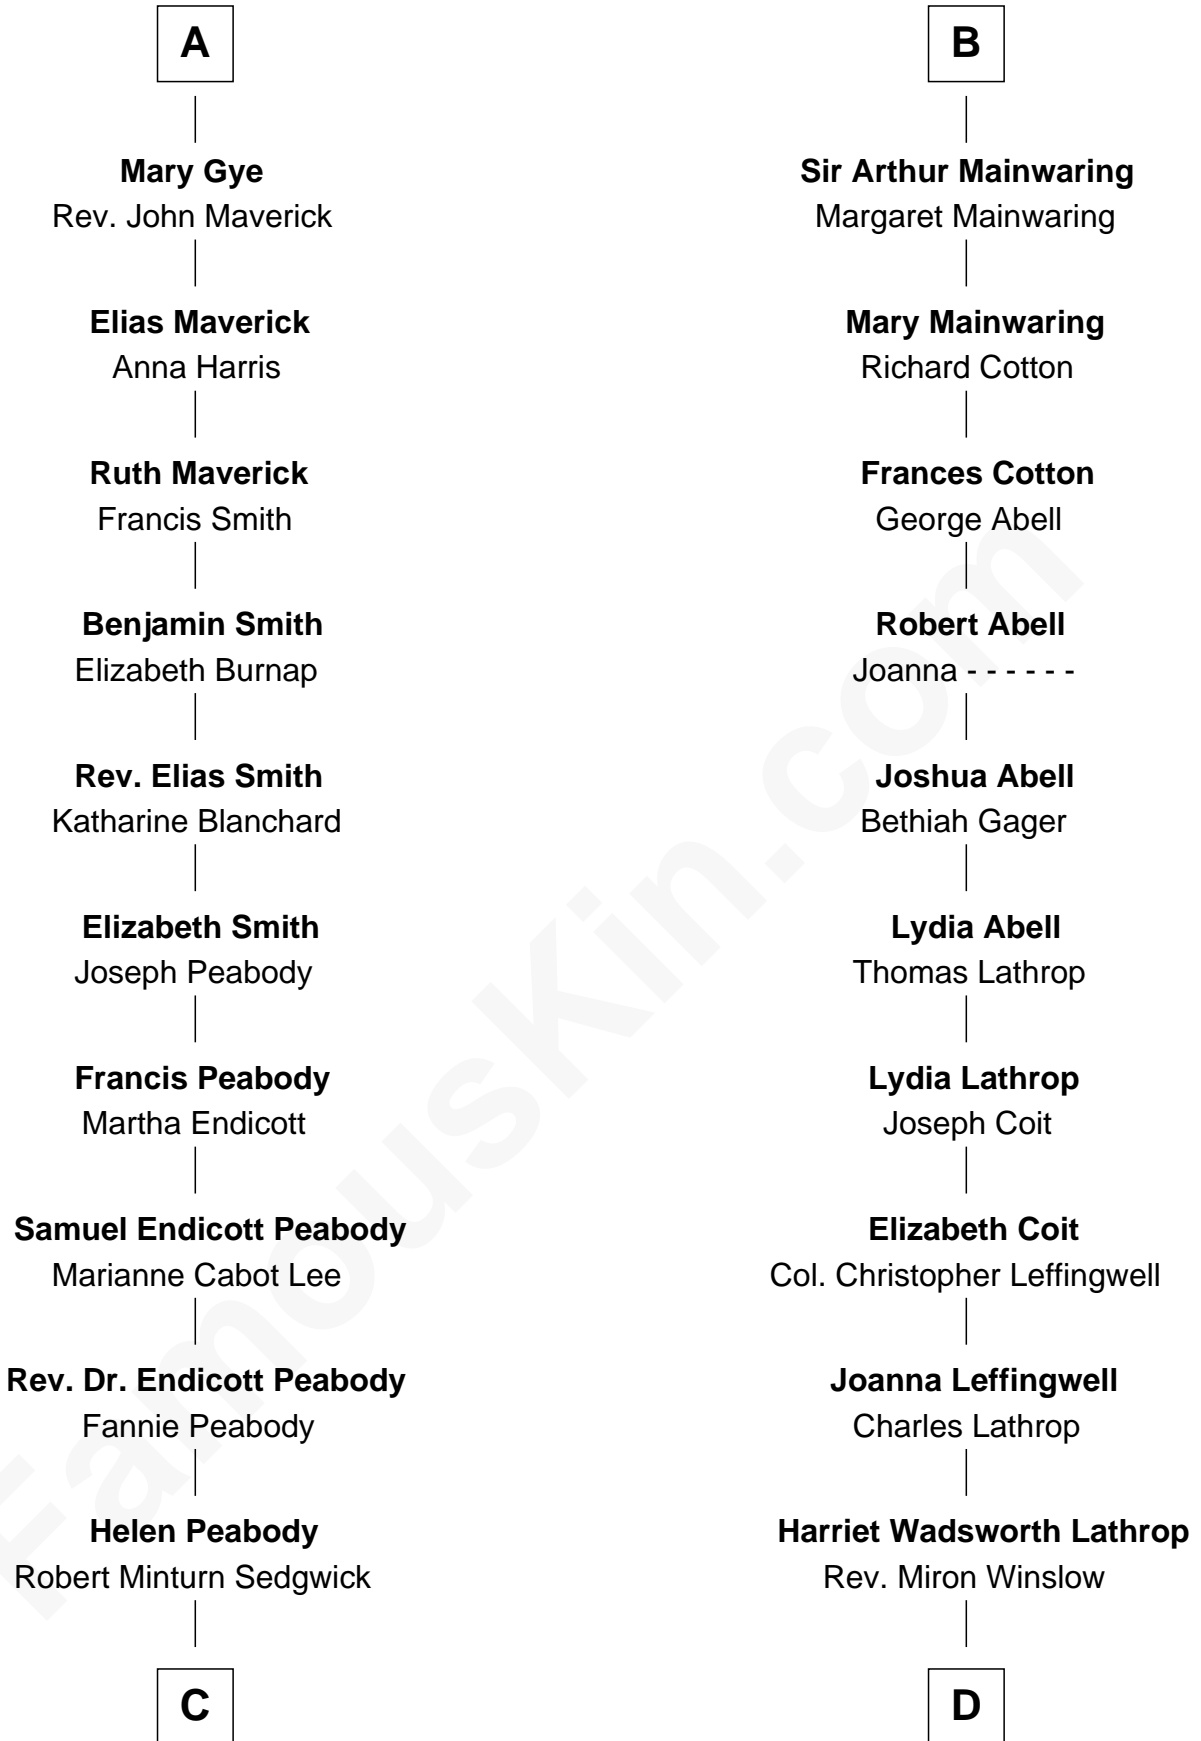 A
Mary Gye
Rev. John Maverick
Elias Maverick
Anna Harris
Ruth Maverick
Francis Smith
Benjamin Smith
Elizabeth Burnap
Rev. Elias Smith
Katharine Blanchard
Elizabeth Smith
Joseph Peabody
Francis Peabody
Martha Endicott
Samuel Endicott Peabody
Marianne Cabot Lee
Rev. Dr. Endicott Peabody
Fannie Peabody
Helen Peabody
Robert Minturn Sedgwick
C
B
Sir Arthur Mainwaring
Margaret Mainwaring
Mary Mainwaring
Richard Cotton
Frances Cotton
George Abell
Robert Abell
Joanna - - - - - -
Joshua Abell
Bethiah Gager
Lydia Abell
Thomas Lathrop
Lydia Lathrop
Joseph Coit
Elizabeth Coit
Col. Christopher Leffingwell
Joanna Leffingwell
Charles Lathrop
Harriet Wadsworth Lathrop
Rev. Miron Winslow
D
FamousKin.com